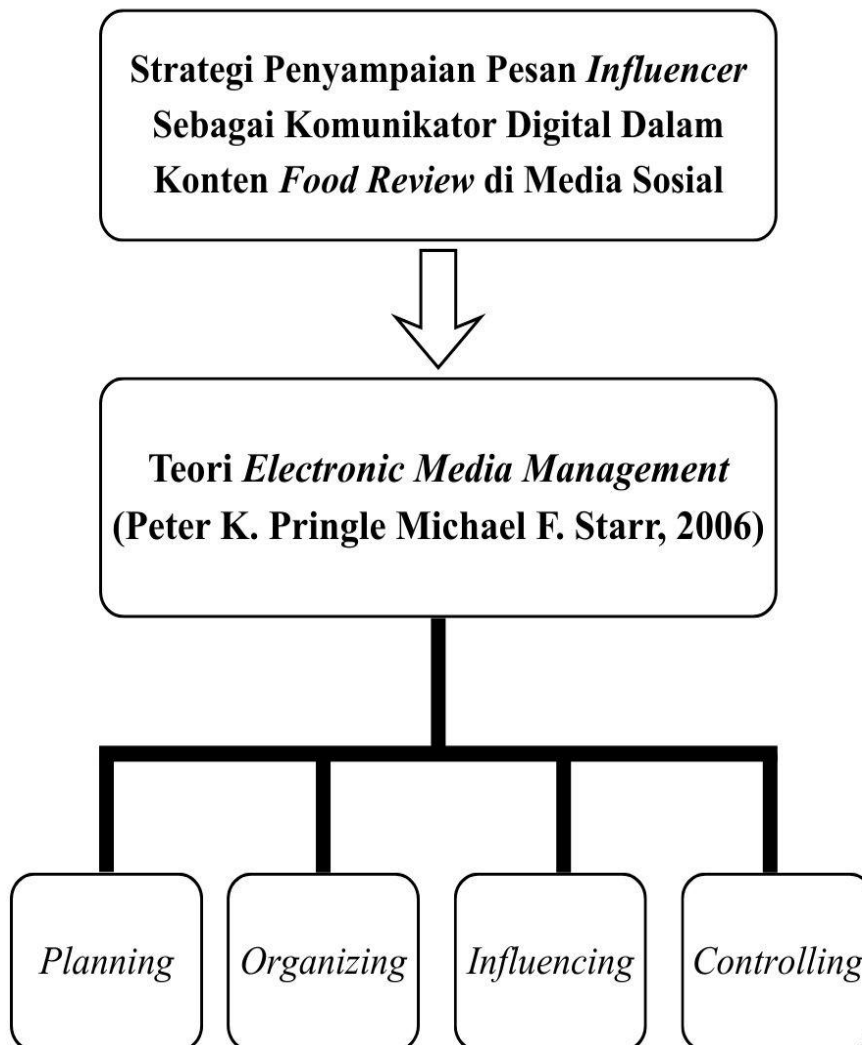 Strategi Penyampaian Pesan Influencer
Sebagai Komunikator Digital Dalam
Konten Food Review di Media Sosial
Teori Electronic Media Management
(Peter K. Pringle Michael F. Starr, 2006)
Planning
Organizing
Influencing
Controlling